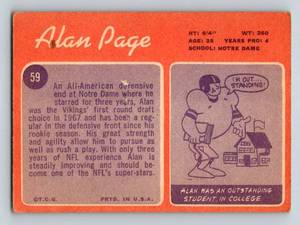 Alan Page
HT: 6'4" WT: 260
AGE: 25 YEARS PRO: 4
SCHOOL: NOTRE DAME
59
An All-American defensive
end at Notre Dame where he
starred for three years, Alan
was the Vikings' first round draft
choice in 1967 and has been a regu-
lar in the defensive front since his
rookie season. His great strength
and agility allow him to pursue as
well as rush a play. With only three
years of NFL experience Alan is
steadily improving and should be-
come one of the NFL's super-stars.
©T.C.G. PRTD. IN U.S.A.
I'M OUT-
STANDING!
ALAN WAS AN OUTSTANDING
STUDENT IN COLLEGE.